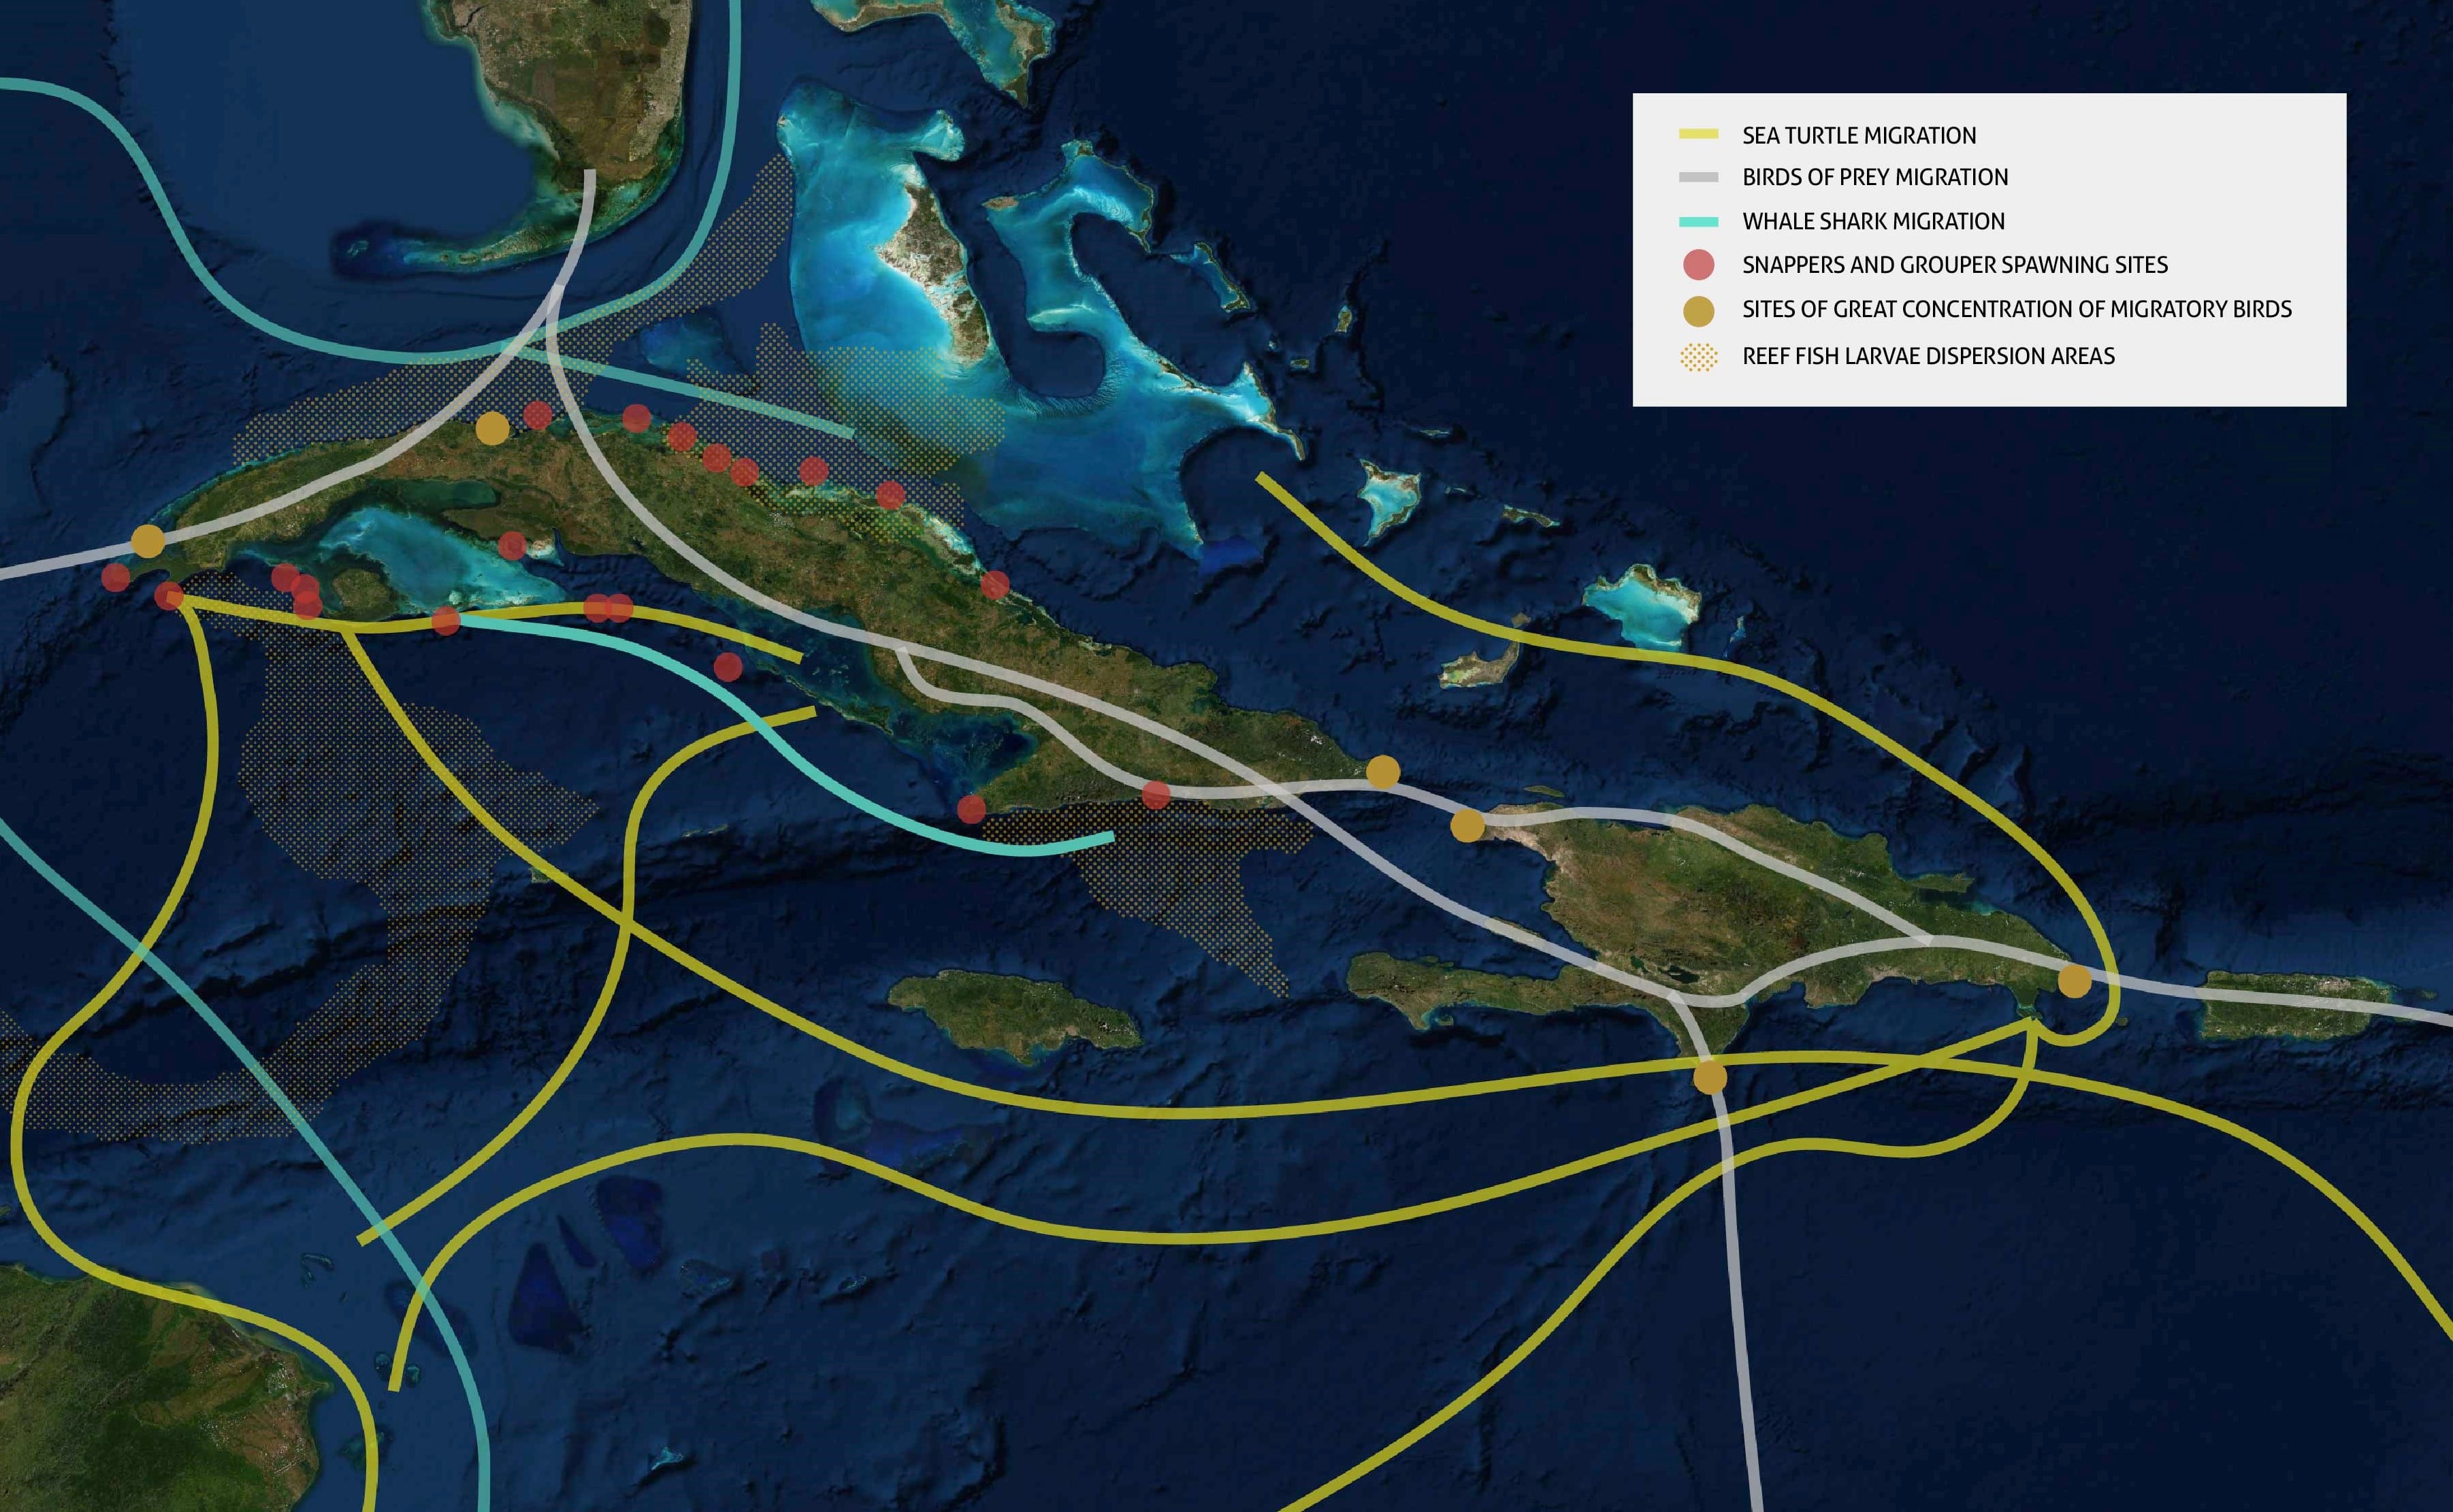 SEA TURTLE MIGRATION
BIRDS OF PREY MIGRATION
WHALE SHARK MIGRATION
SNAPPERS AND GROUPER SPAWNING SITES
SITES OF GREAT CONCENTRATION OF MIGRATORY BIRDS
REEF FISH LARVAE DISPERSION AREAS